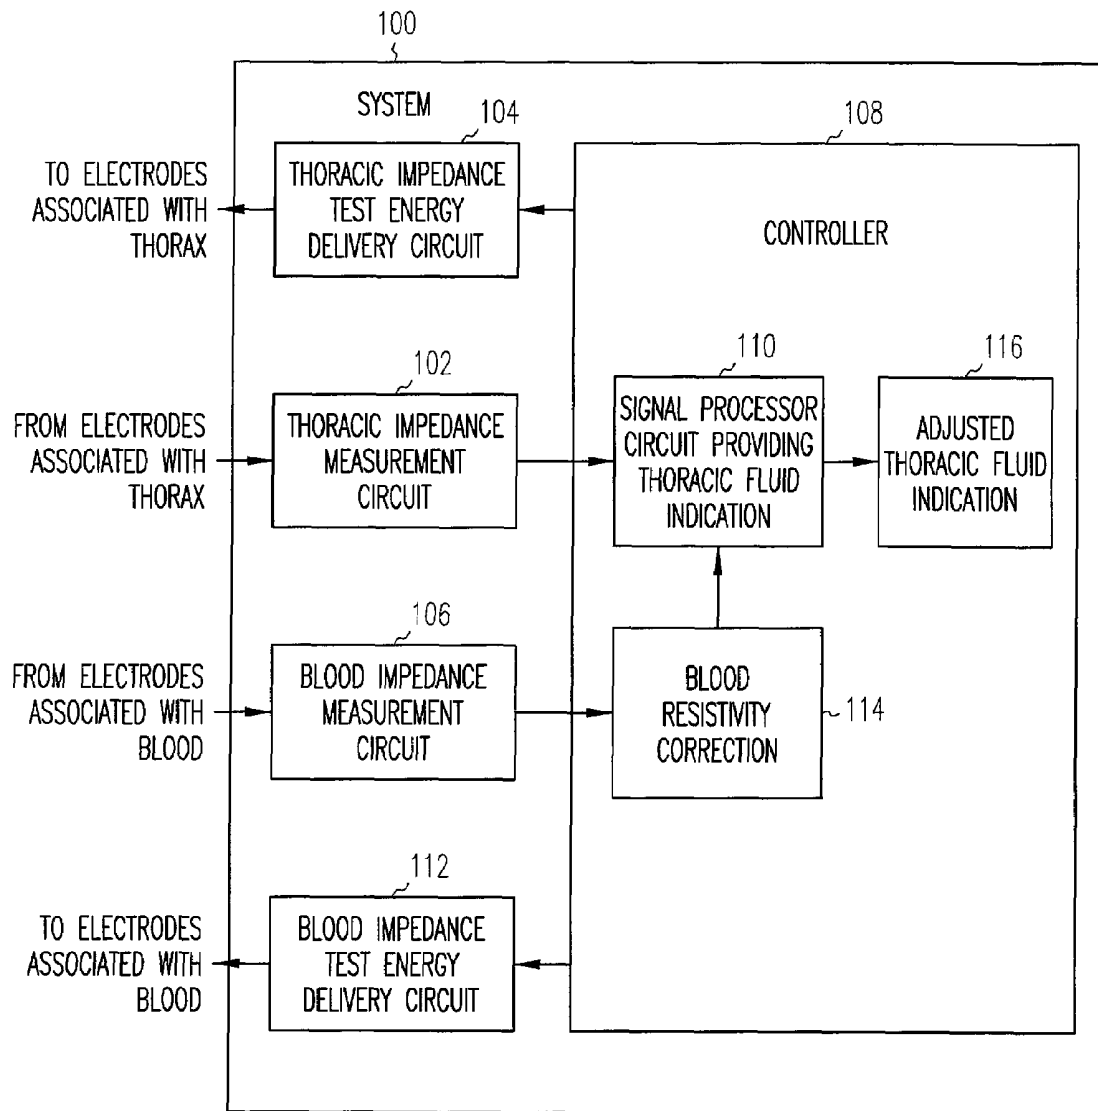 100
SYSTEM
104
108
TO ELECTRODES
ASSOCIATED WITH
THORAX
THORACIC IMPEDANCE
TEST ENERGY
DELIVERY CIRCUIT
CONTROLLER
102
110
116
FROM ELECTRODES
ASSOCIATED WITH
THORAX
THORACIC IMPEDANCE
MEASUREMENT
CIRCUIT
SIGNAL PROCESSOR
CIRCUIT PROVIDING
THORACIC FLUID
INDICATION
ADJUSTED
THORACIC FLUID
INDICATION
106
FROM ELECTRODES
ASSOCIATED WITH
BLOOD
BLOOD IMPEDANCE
MEASUREMENT
CIRCUIT
BLOOD
RESISTIVITY
CORRECTION
114
112
TO ELECTRODES
ASSOCIATED WITH
BLOOD
BLOOD IMPEDANCE
TEST ENERGY
DELIVERY CIRCUIT